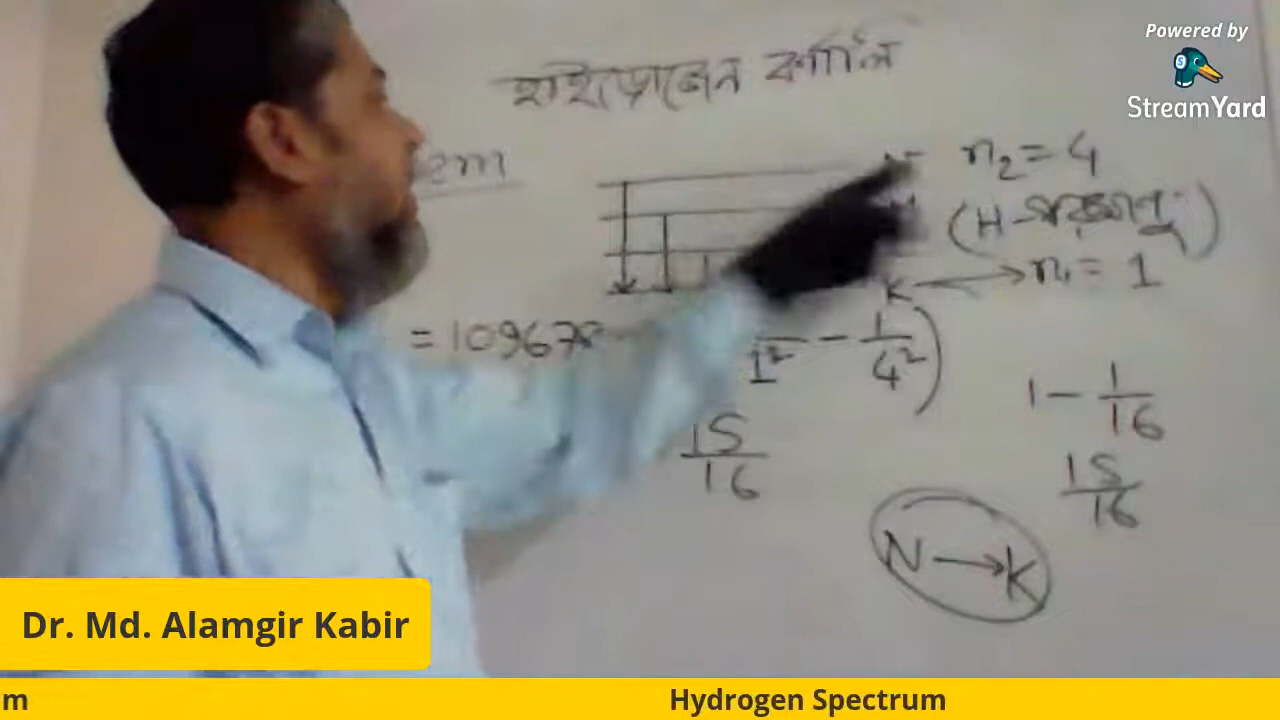 Powered by
StreamYard
হাইড্রোজেন বর্ণালি
em
n₂ = 4
(H-পরমাণু)
K → n₁ = 1
= 109678
1² - 1/4²)
1 - 1/16
15/16
15/16
N → K
Dr. Md. Alamgir Kabir
m
Hydrogen Spectrum